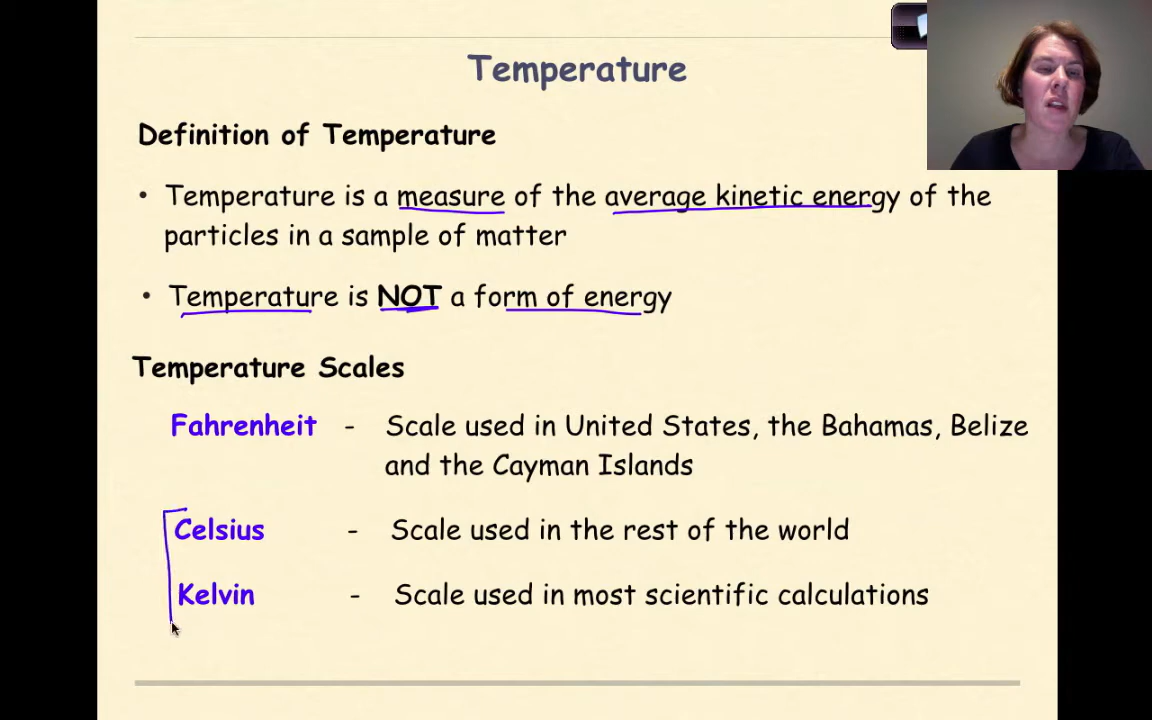 Temperature
Definition of Temperature
• Temperature is a measure of the average kinetic energy of the
particles in a sample of matter
• Temperature is NOT a form of energy
Temperature Scales
Fahrenheit - Scale used in United States, the Bahamas, Belize
and the Cayman Islands
Celsius - Scale used in the rest of the world
Kelvin - Scale used in most scientific calculations